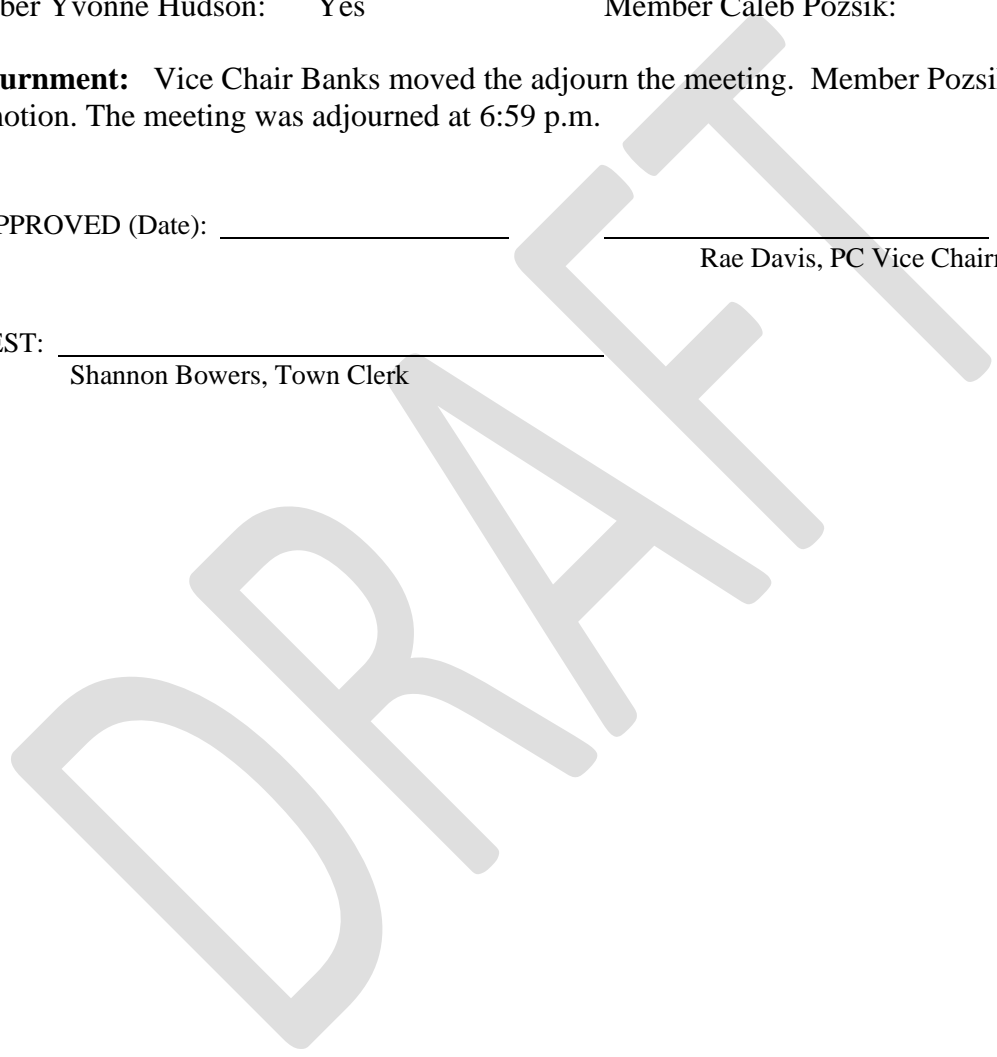 ber Yvonne Hudson: Yes Member Caleb Pozsik:
urnment: Vice Chair Banks moved the adjourn the meeting. Member Pozsi
otion. The meeting was adjourned at 6:59 p.m.
PPROVED (Date): 
Rae Davis, PC Vice Chair
EST: 
Shannon Bowers, Town Clerk
DRAFT